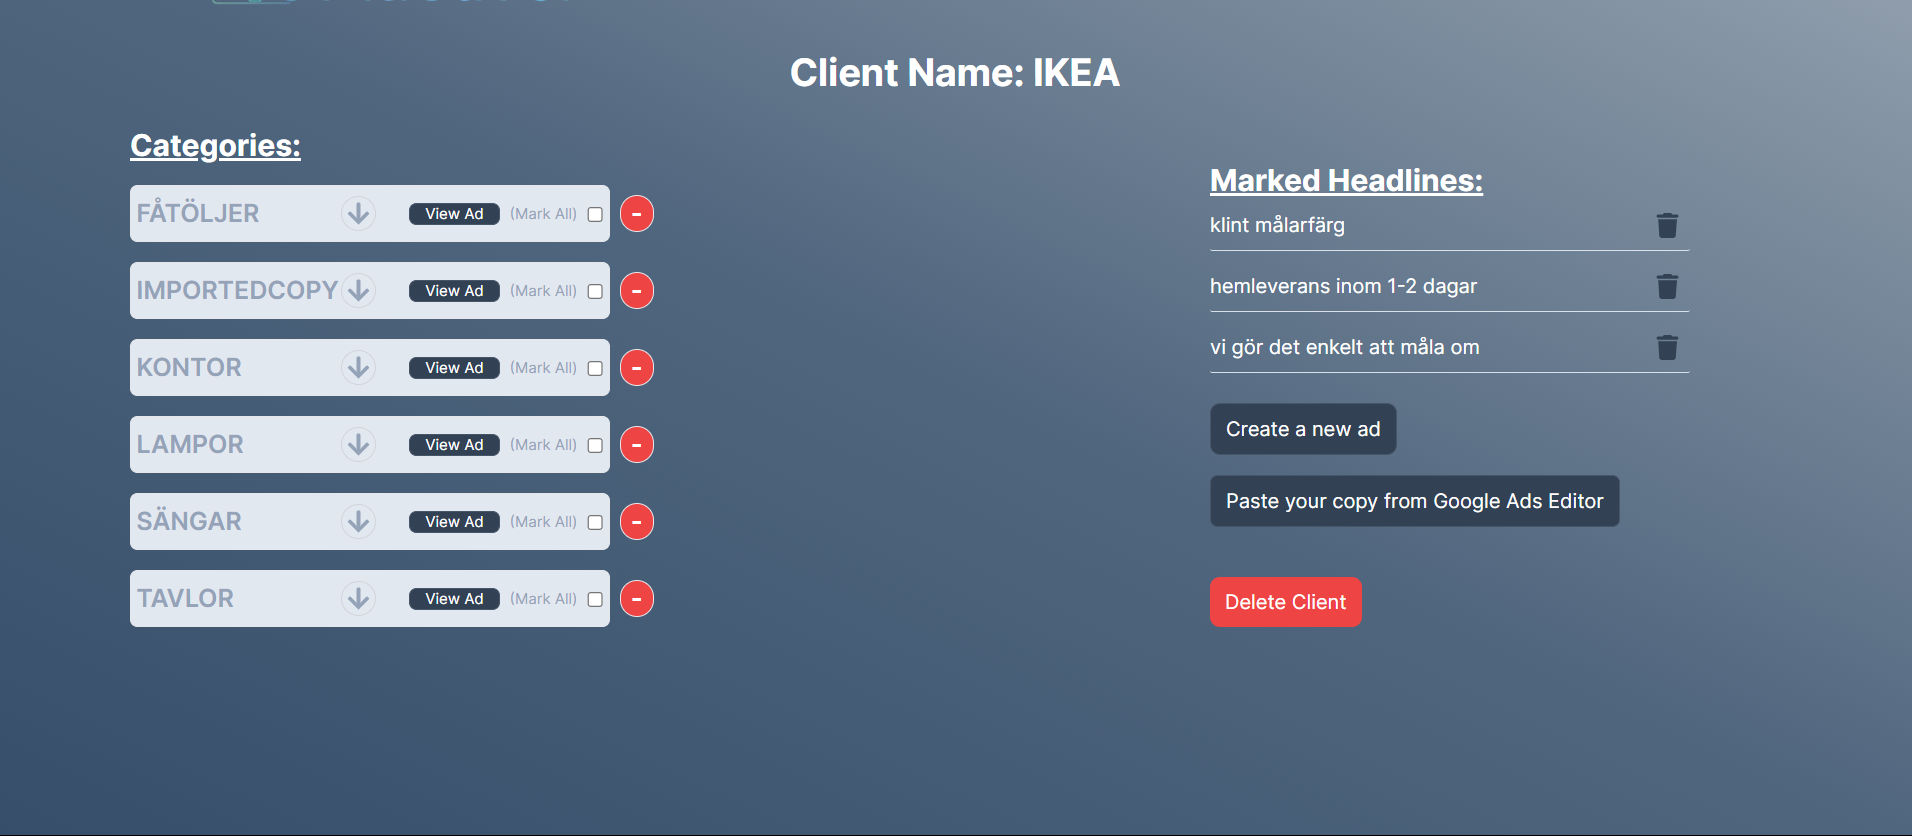 Client Name: IKEA
Categories:
FÅTÖLJER View Ad (Mark All) -
IMPORTEDCOPY View Ad (Mark All) -
KONTOR View Ad (Mark All) -
LAMPOR View Ad (Mark All) -
SÄNGAR View Ad (Mark All) -
TAVLOR View Ad (Mark All) -
Marked Headlines:
klint målarfärg
hemleverans inom 1-2 dagar
vi gör det enkelt att måla om
Create a new ad
Paste your copy from Google Ads Editor
Delete Client